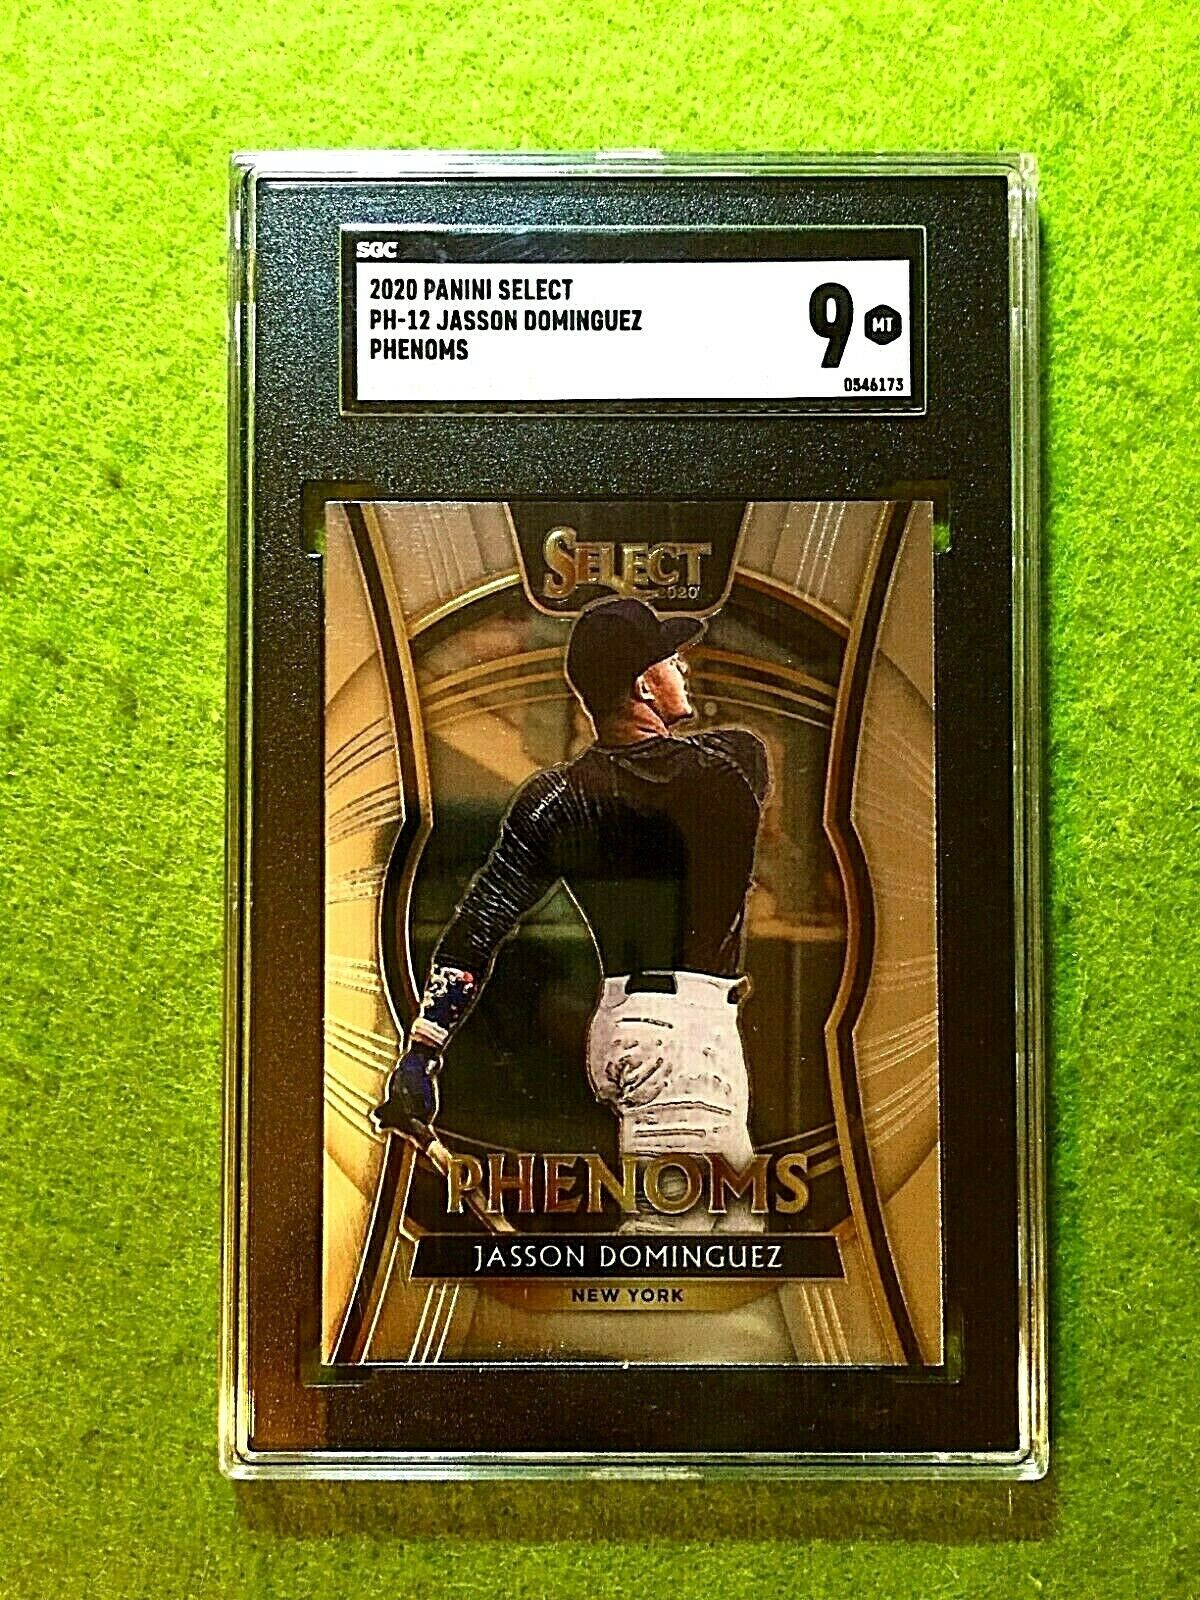 SGC
2020 PANINI SELECT
PH-12 JASSON DOMINGUEZ
PHENOMS
9 MT
0546173
SELECT
2020
PHENOMS
JASSON DOMINGUEZ
NEW YORK